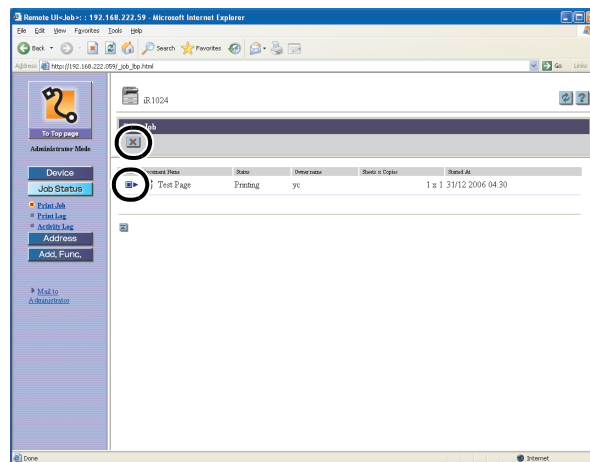 Remote UI<Job>: : 192.168.222.59 - Microsoft Internet Explorer
File Edit View Favorites Tools Help
Back Search Favorites
Address http://192.168.222.059/_job_lbp.html Go Links
iR1024
To Top page
Administrator Mode
Job
Device
Job Status
Document Name Status Owner name Sheets x Copies Started At
Test Page Printing yc 1 x 1 31/12 2006 04:30
Print Job
Print Log
Activity Log
Address
Add. Func.
Mail to
Administrator
Done Internet